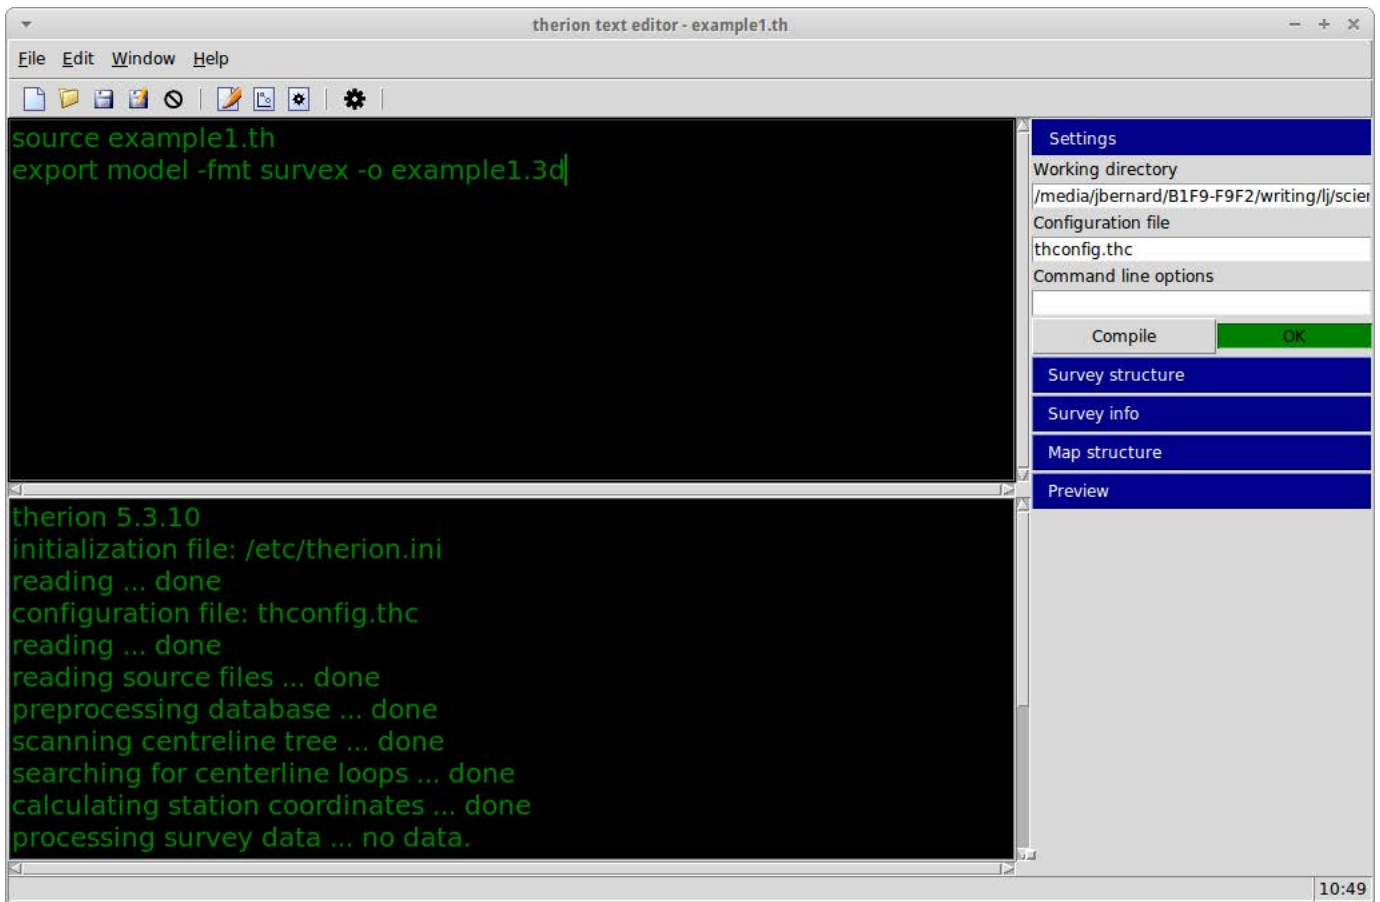 therion text editor - example1.th
File Edit Window Help
source example1.th
export model -fmt survex -o example1.3d
therion 5.3.10
initialization file: /etc/therion.ini
reading ... done
configuration file: thconfig.thc
reading ... done
reading source files ... done
preprocessing database ... done
scanning centreline tree ... done
searching for centerline loops ... done
calculating station coordinates ... done
processing survey data ... no data.
Settings
Working directory
/media/jbernard/B1F9-F9F2/writing/lj/scien
Configuration file
thconfig.thc
Command line options
Compile OK
Survey structure
Survey info
Map structure
Preview
10:49